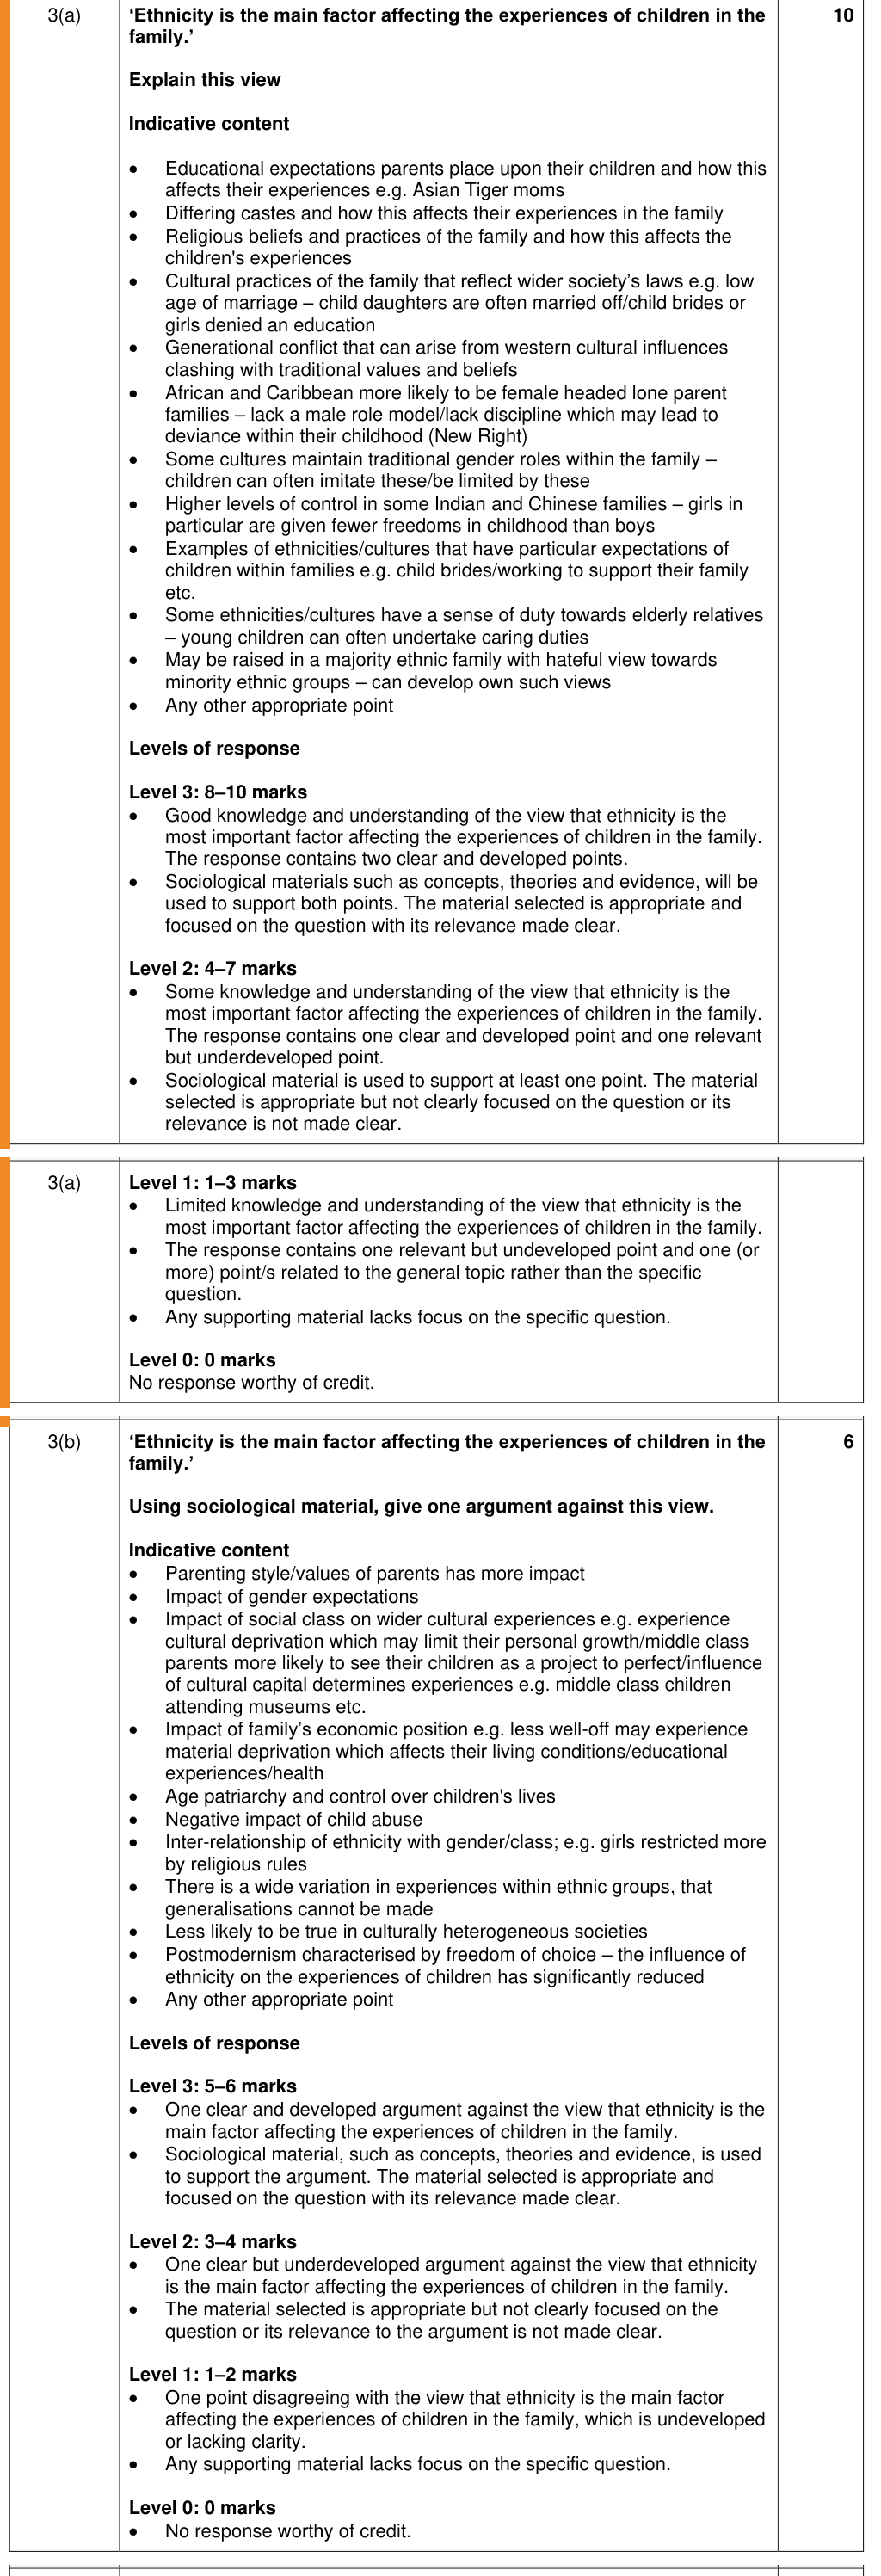 3(a)
‘Ethnicity is the main factor affecting the experiences of children in the
family.’
10
Explain this view
Indicative content
• Educational expectations parents place upon their children and how this
affects their experiences e.g. Asian Tiger moms
• Differing castes and how this affects their experiences in the family
• Religious beliefs and practices of the family and how this affects the
children's experiences
• Cultural practices of the family that reflect wider society’s laws e.g. low
age of marriage – child daughters are often married off/child brides or
girls denied an education
• Generational conflict that can arise from western cultural influences
clashing with traditional values and beliefs
• African and Caribbean more likely to be female headed lone parent
families – lack a male role model/lack discipline which may lead to
deviance within their childhood (New Right)
• Some cultures maintain traditional gender roles within the family –
children can often imitate these/be limited by these
• Higher levels of control in some Indian and Chinese families – girls in
particular are given fewer freedoms in childhood than boys
• Examples of ethnicities/cultures that have particular expectations of
children within families e.g. child brides/working to support their family
etc.
• Some ethnicities/cultures have a sense of duty towards elderly relatives
– young children can often undertake caring duties
• May be raised in a majority ethnic family with hateful view towards
minority ethnic groups – can develop own such views
• Any other appropriate point
Levels of response
Level 3: 8–10 marks
• Good knowledge and understanding of the view that ethnicity is the
most important factor affecting the experiences of children in the family.
The response contains two clear and developed points.
• Sociological materials such as concepts, theories and evidence, will be
used to support both points. The material selected is appropriate and
focused on the question with its relevance made clear.
Level 2: 4–7 marks
• Some knowledge and understanding of the view that ethnicity is the
most important factor affecting the experiences of children in the family.
The response contains one clear and developed point and one relevant
but underdeveloped point.
• Sociological material is used to support at least one point. The material
selected is appropriate but not clearly focused on the question or its
relevance is not made clear.
3(a)
Level 1: 1–3 marks
• Limited knowledge and understanding of the view that ethnicity is the
most important factor affecting the experiences of children in the family.
• The response contains one relevant but undeveloped point and one (or
more) point/s related to the general topic rather than the specific
question.
• Any supporting material lacks focus on the specific question.
Level 0: 0 marks
No response worthy of credit.
3(b)
‘Ethnicity is the main factor affecting the experiences of children in the
family.’
6
Using sociological material, give one argument against this view.
Indicative content
• Parenting style/values of parents has more impact
• Impact of gender expectations
• Impact of social class on wider cultural experiences e.g. experience
cultural deprivation which may limit their personal growth/middle class
parents more likely to see their children as a project to perfect/influence
of cultural capital determines experiences e.g. middle class children
attending museums etc.
• Impact of family’s economic position e.g. less well-off may experience
material deprivation which affects their living conditions/educational
experiences/health
• Age patriarchy and control over children's lives
• Negative impact of child abuse
• Inter-relationship of ethnicity with gender/class; e.g. girls restricted more
by religious rules
• There is a wide variation in experiences within ethnic groups, that
generalisations cannot be made
• Less likely to be true in culturally heterogeneous societies
• Postmodernism characterised by freedom of choice – the influence of
ethnicity on the experiences of children has significantly reduced
• Any other appropriate point
Levels of response
Level 3: 5–6 marks
• One clear and developed argument against the view that ethnicity is the
main factor affecting the experiences of children in the family.
• Sociological material, such as concepts, theories and evidence, is used
to support the argument. The material selected is appropriate and
focused on the question with its relevance made clear.
Level 2: 3–4 marks
• One clear but underdeveloped argument against the view that ethnicity
is the main factor affecting the experiences of children in the family.
• The material selected is appropriate but not clearly focused on the
question or its relevance to the argument is not made clear.
Level 1: 1–2 marks
• One point disagreeing with the view that ethnicity is the main factor
affecting the experiences of children in the family, which is undeveloped
or lacking clarity.
• Any supporting material lacks focus on the specific question.
Level 0: 0 marks
• No response worthy of credit.